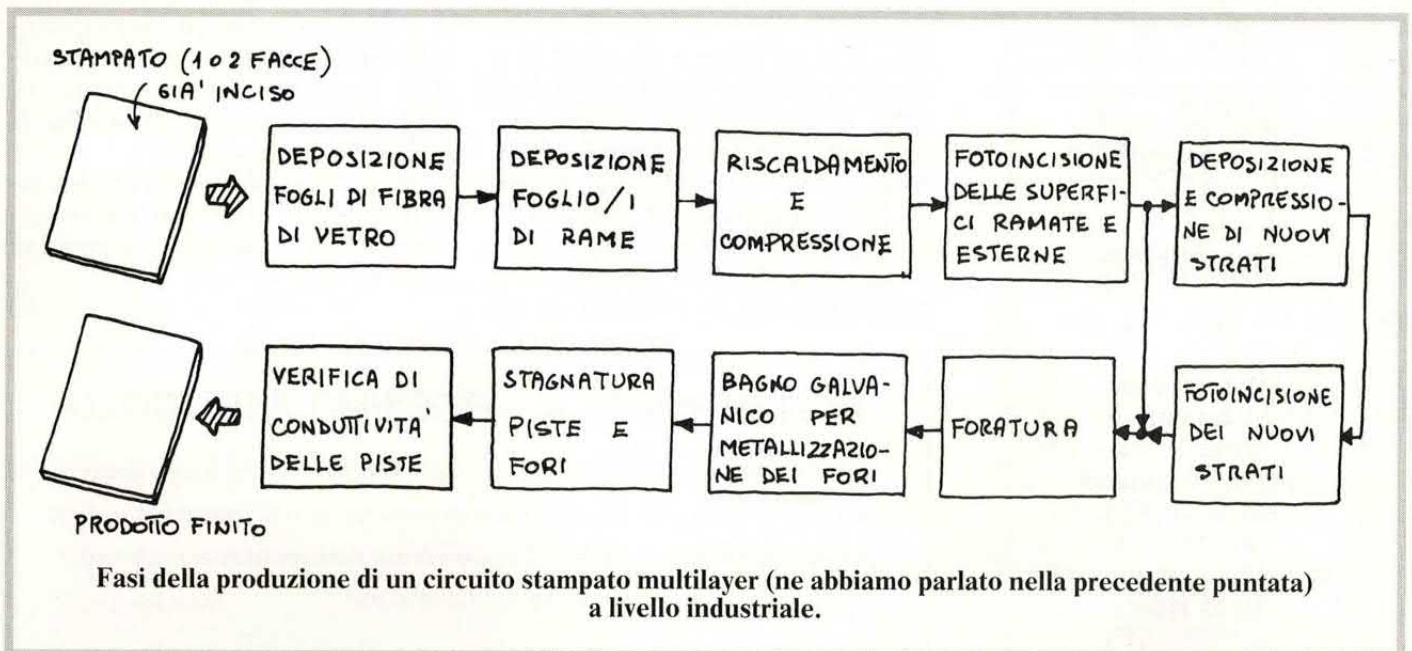 STAMPATO (1 O 2 FACCE)
GIA' INCISO
DEPOSIZIONE
FOGLI DI FIBRA
DI VETRO
DEPOSIZIONE
FOGLIO/I
DI RAME
RISCALDAMENTO
E
COMPRESSIONE
FOTOINCISIONE
DELLE SUPERFI-
CI RAMATE E
ESTERNE
DEPOSIZIONE
E COMPRESSIO-
NE DI NUOVI
STRATI
FOTOINCISIONE
DEI NUOVI
STRATI
FORATURA
BAGNO GALVA-
NICO PER
METALLIZZAZIO-
NE DEI FORI
STAGNATURA
PISTE E
FORI
VERIFICA DI
CONDUTTIVITA'
DELLE PISTE
PRODOTTO FINITO
Fasi della produzione di un circuito stampato multilayer (ne abbiamo parlato nella precedente puntata)
a livello industriale.